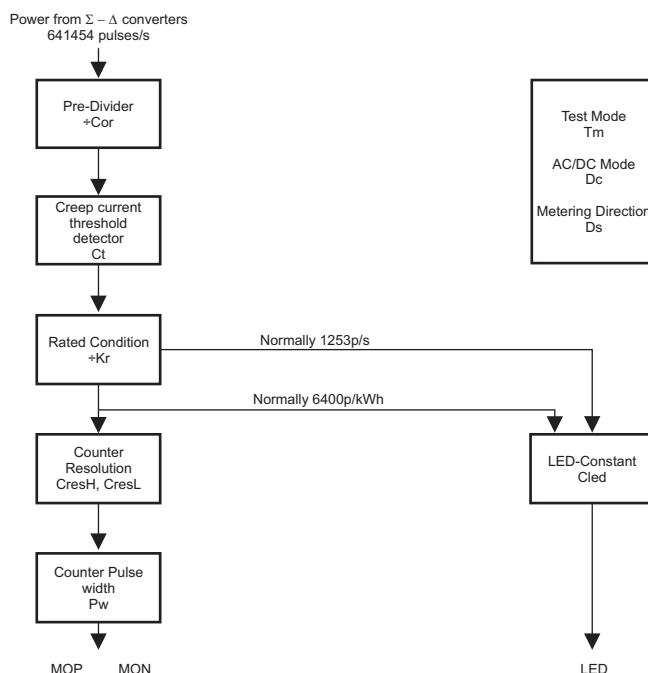 Power from Σ – Δ converters
641454 pulses/s
Pre-Divider
÷Cor
Creep current
threshold
detector
Ct
Rated Condition
÷Kr
Normally 1253p/s
Normally 6400p/kWh
Counter
Resolution
CresH, CresL
Counter Pulse
width
Pw
MOP MON
Test Mode
Tm
AC/DC Mode
Dc
Metering Direction
Ds
LED-Constant
Cled
LED